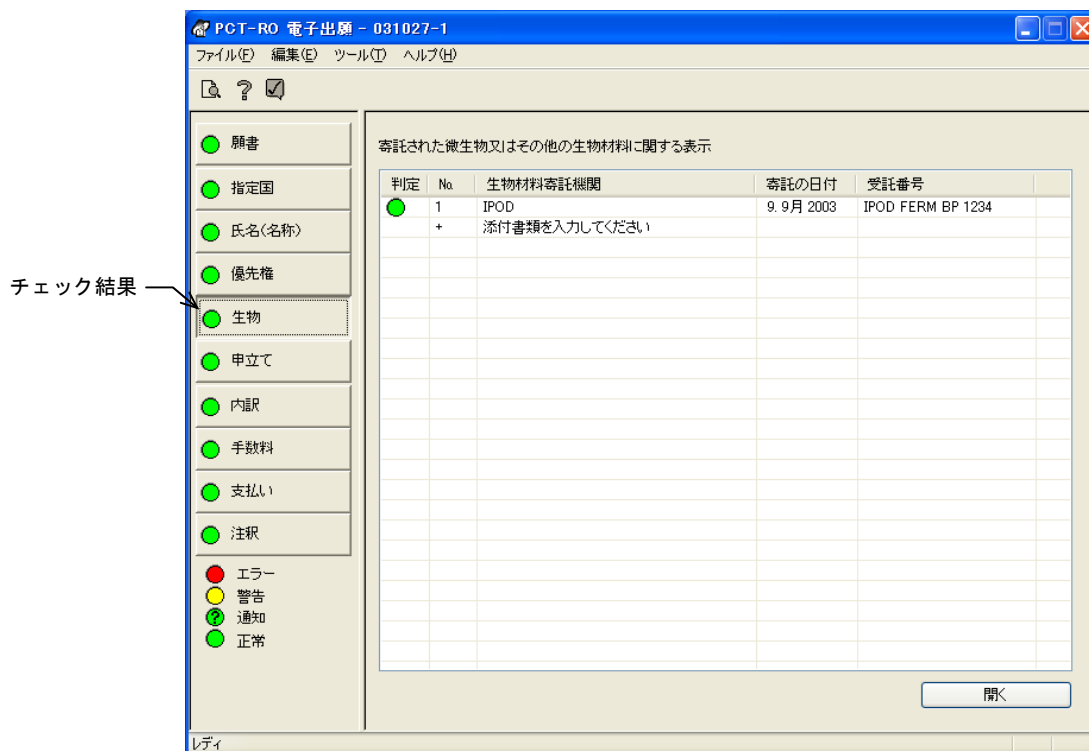 PCT-RO 電子出願 - 031027-1
ファイル(F) 編集(E) ツール(T) ヘルプ(H)
願書
指定国
氏名(名称)
優先権
チェック結果
生物
申立て
内訳
手数料
支払い
注釈
エラー
警告
通知
正常
寄託された微生物又はその他の生物材料に関する表示
判定 No. 生物材料寄託機関 寄託の日付 受託番号
1 IPOD 9. 9月 2003 IPOD FERM BP 1234
+ 添付書類を入力してください
開く
レディ